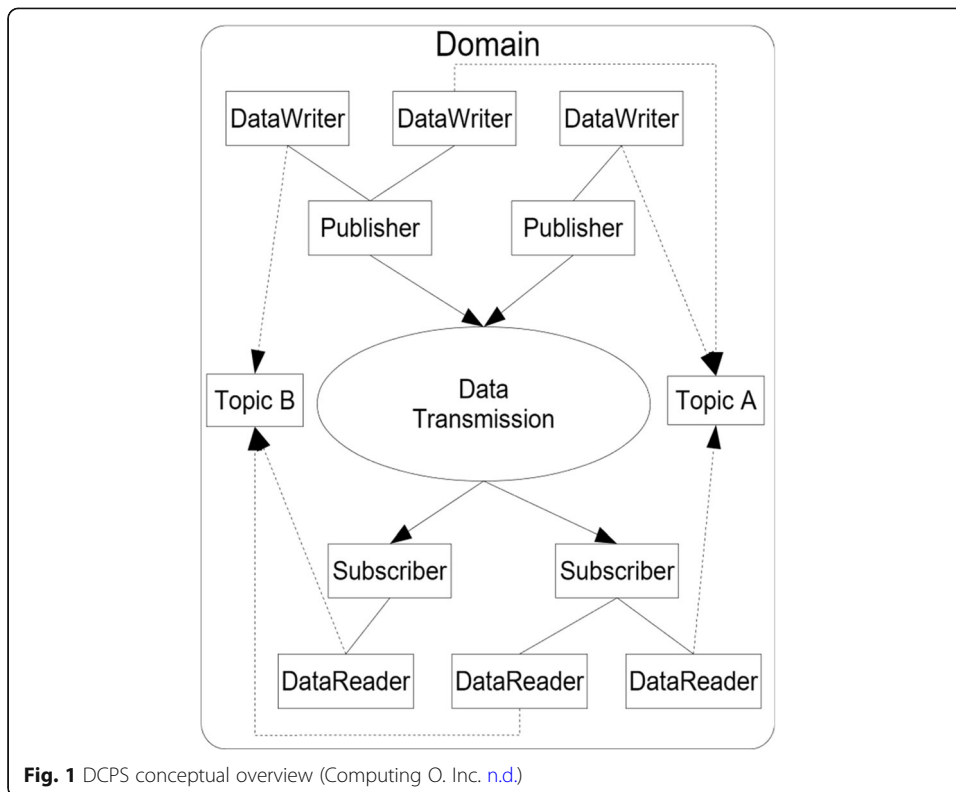 Domain
DataWriter DataWriter DataWriter
Publisher Publisher
Data
Transmission
Topic B Topic A
Subscriber Subscriber
DataReader DataReader DataReader
Fig. 1 DCPS conceptual overview (Computing O. Inc. n.d.)